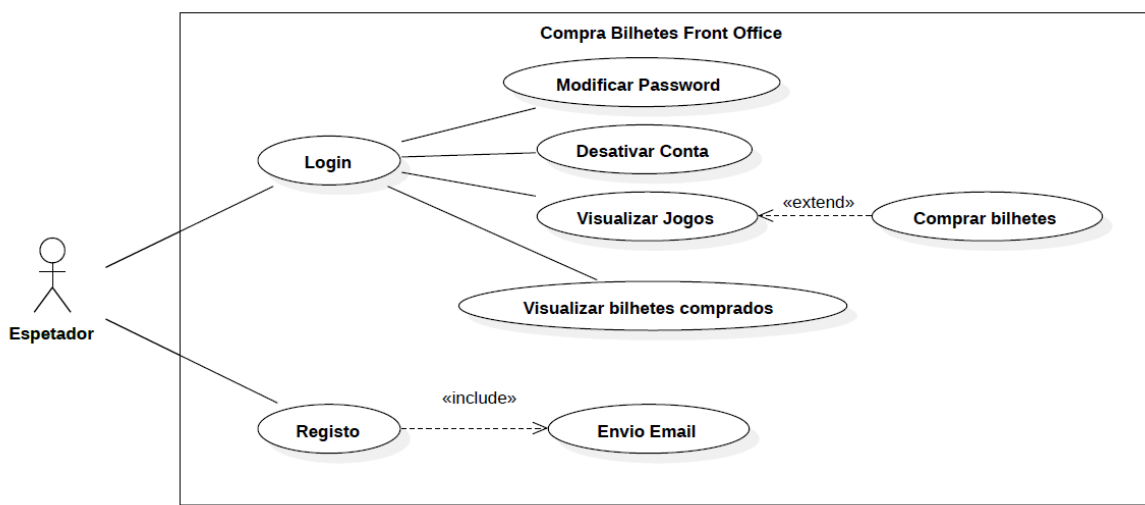 Compra Bilhetes Front Office
Modificar Password
Login
Desativar Conta
Visualizar Jogos
«extend»
Comprar bilhetes
Visualizar bilhetes comprados
Espetador
Registo
«include»
Envio Email